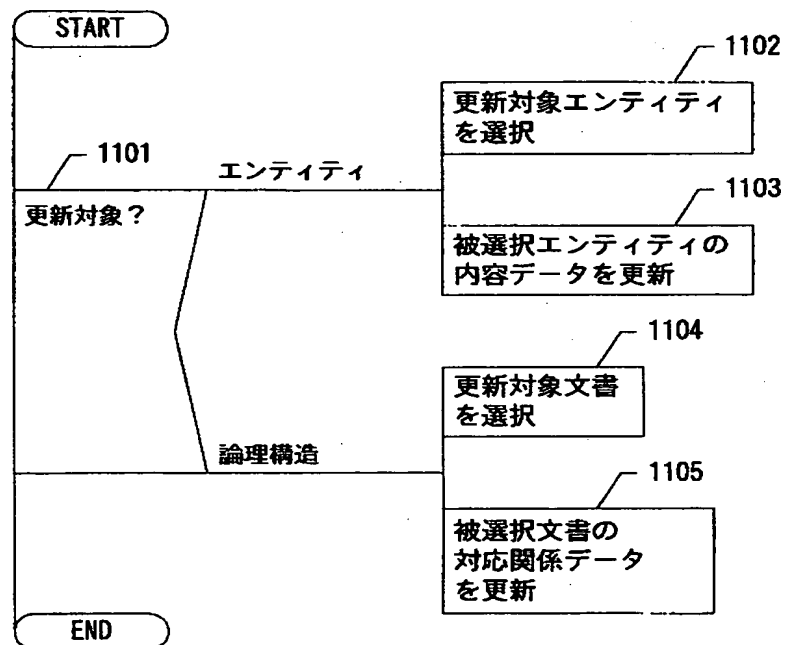 START
1101
更新対象？
エンティティ
1102
更新対象エンティティ
を選択
1103
被選択エンティティの
内容データを更新
論理構造
1104
更新対象文書
を選択
1105
被選択文書の
対応関係データ
を更新
END